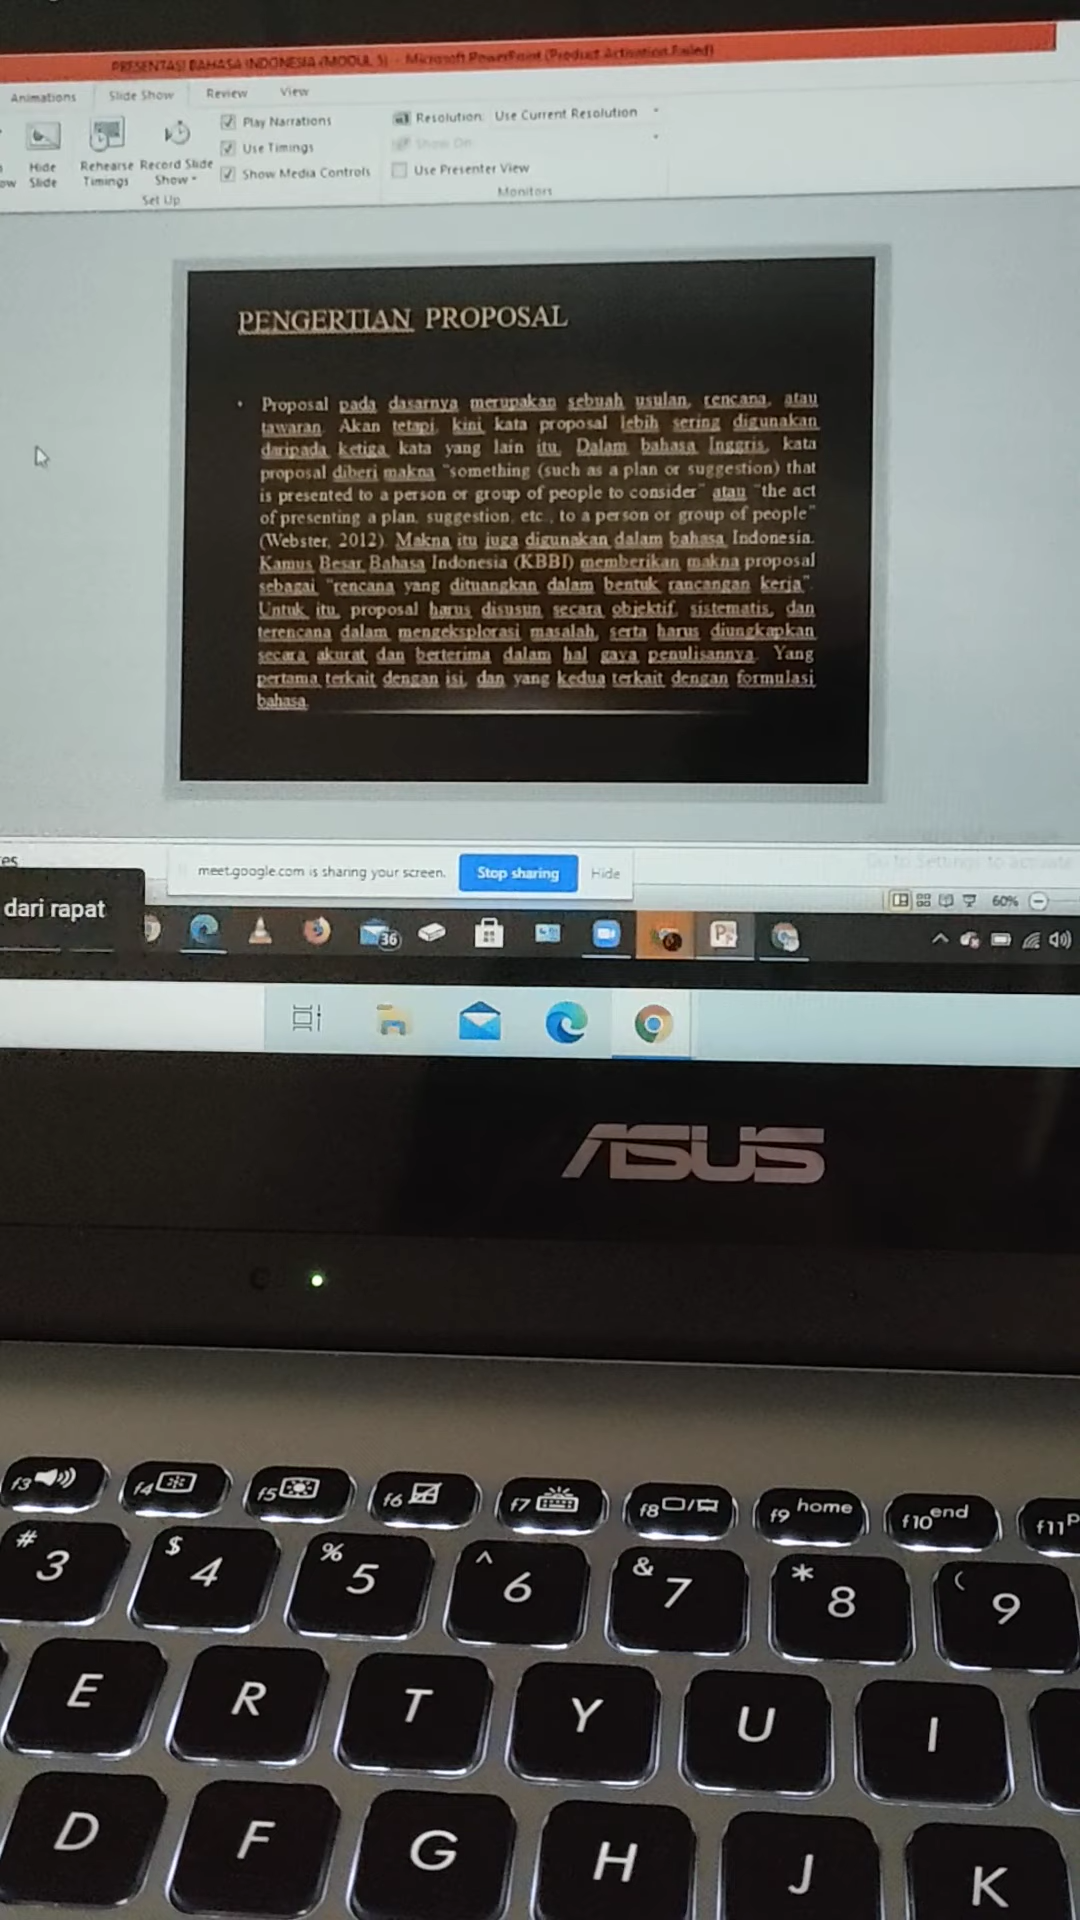 PRESENTASI BAHASA INDONESIA (MODUL 5) - Microsoft PowerPoint (Product Activation Failed)
Animations Slide Show Review View
Play Narrations
Use Timings
Show Media Controls
Resolution: Use Current Resolution
Show On:
Use Presenter View
Hide Slide
Rehearse Timings
Record Slide Show
Set Up
Monitors
PENGERTIAN PROPOSAL
• Proposal pada dasarnya merupakan sebuah usulan, rencana, atau
tawaran. Akan tetapi, kini kata proposal lebih sering digunakan
daripada ketiga kata yang lain itu. Dalam bahasa Inggris, kata
proposal diberi makna "something (such as a plan or suggestion) that
is presented to a person or group of people to consider" atau "the act
of presenting a plan, suggestion, etc., to a person or group of people"
(Webster, 2012). Makna itu juga digunakan dalam bahasa Indonesia.
Kamus Besar Bahasa Indonesia (KBBI) memberikan makna proposal
sebagai "rencana yang dituangkan dalam bentuk rancangan kerja".
Untuk itu, proposal harus disusun secara objektif, sistematis, dan
terencana dalam mengeksplorasi masalah, serta harus diungkapkan
secara akurat dan berterima dalam hal gaya penulisannya. Yang
pertama terkait dengan isi, dan yang kedua terkait dengan formulasi
bahasa.
Go to Settings to activate
meet.google.com is sharing your screen. Stop sharing Hide
60%
dari rapat
36
ASUS
f3 f4 f5 f6 f7 f8 f9 home f10 end f11
# 3 $ 4 % 5 ^ 6 & 7 * 8 ( 9
E R T Y U I
D F G H J K